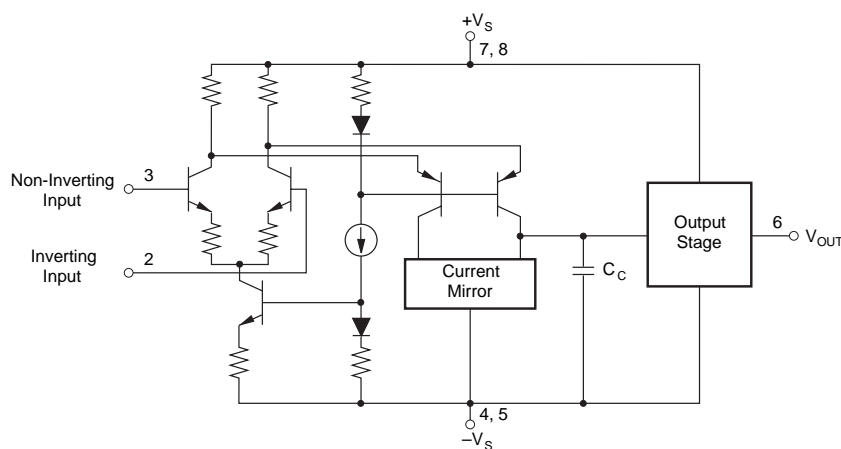 +VS
7, 8
Non-Inverting
Input
3
Inverting
Input
2
Current
Mirror
CC
Output
Stage
6
VOUT
4, 5
–VS